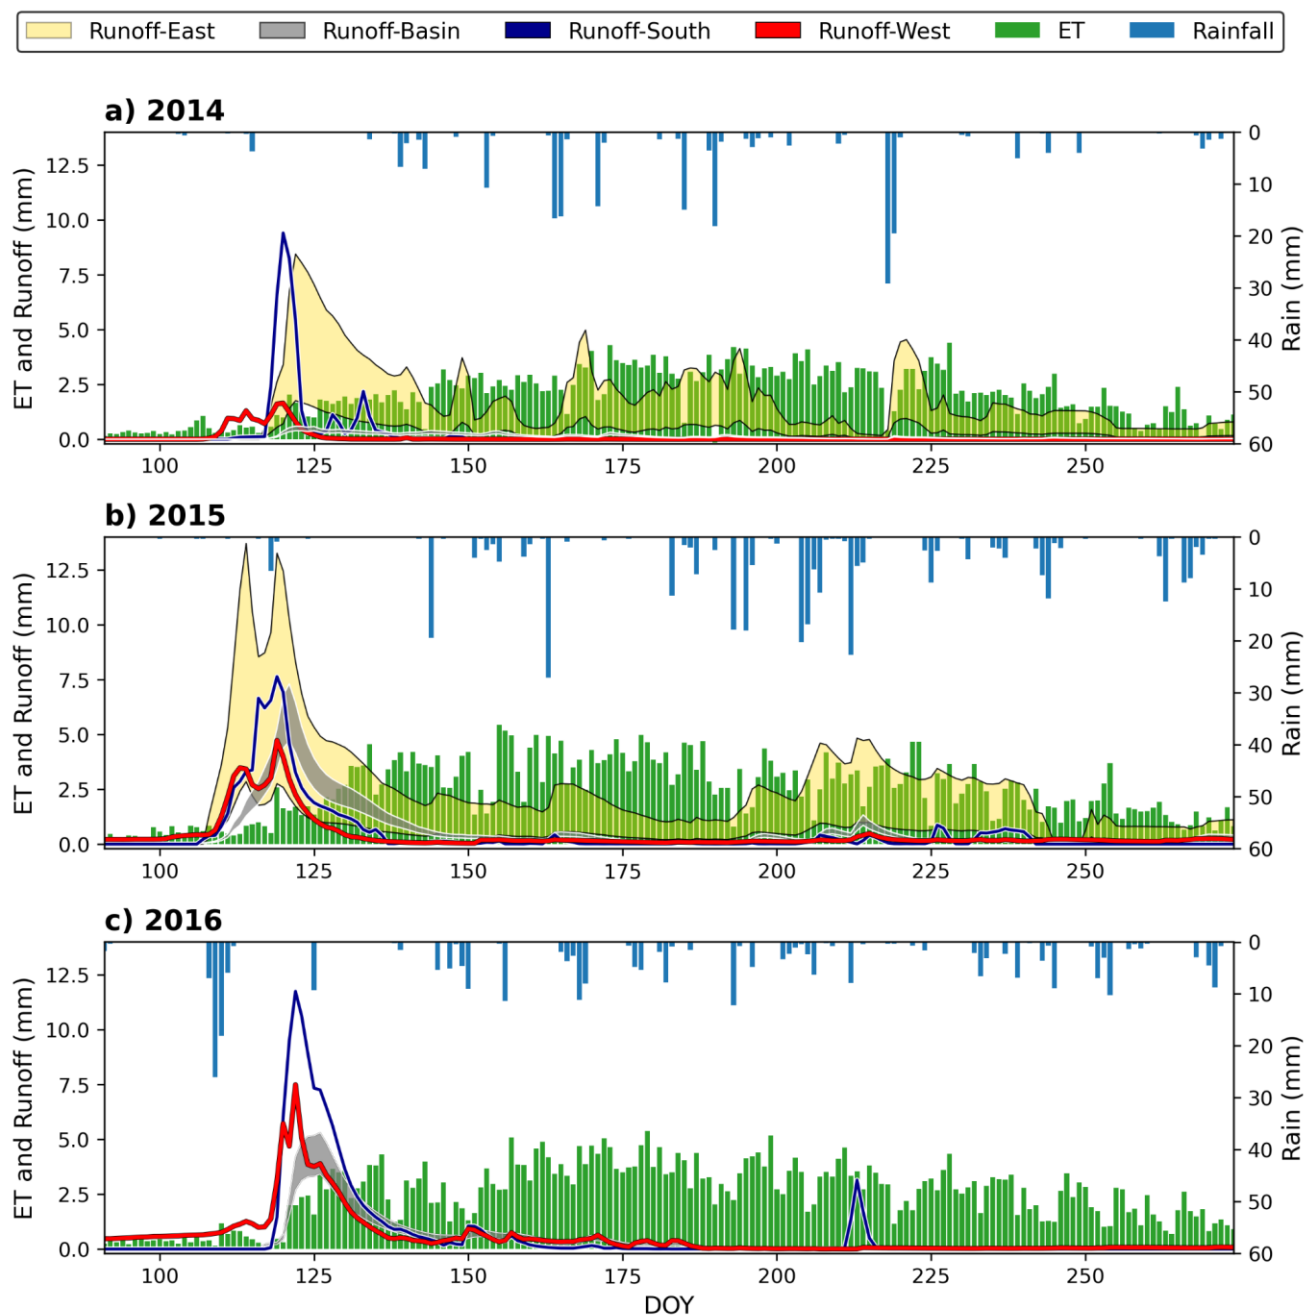 Runoff-East Runoff-Basin Runoff-South Runoff-West ET Rainfall
a) 2014
ET and Runoff (mm)
12.5
10.0
7.5
5.0
2.5
0.0
100 125 150 175 200 225 250
0
10
20
30
40
50
60
Rain (mm)
b) 2015
ET and Runoff (mm)
12.5
10.0
7.5
5.0
2.5
0.0
100 125 150 175 200 225 250
0
10
20
30
40
50
60
Rain (mm)
c) 2016
ET and Runoff (mm)
12.5
10.0
7.5
5.0
2.5
0.0
100 125 150 175 200 225 250
0
10
20
30
40
50
60
Rain (mm)
DOY